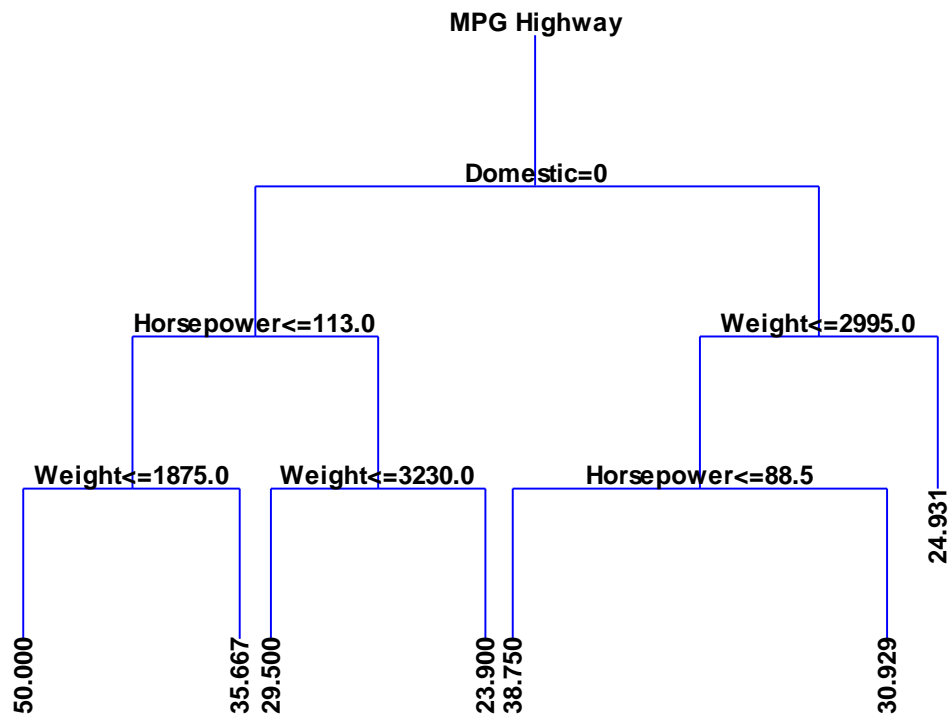 MPG Highway
Domestic=0
Horsepower<=113.0
Weight<=2995.0
Weight<=1875.0
Weight<=3230.0
Horsepower<=88.5
24.931
50.000
35.667
29.500
23.900
38.750
30.929